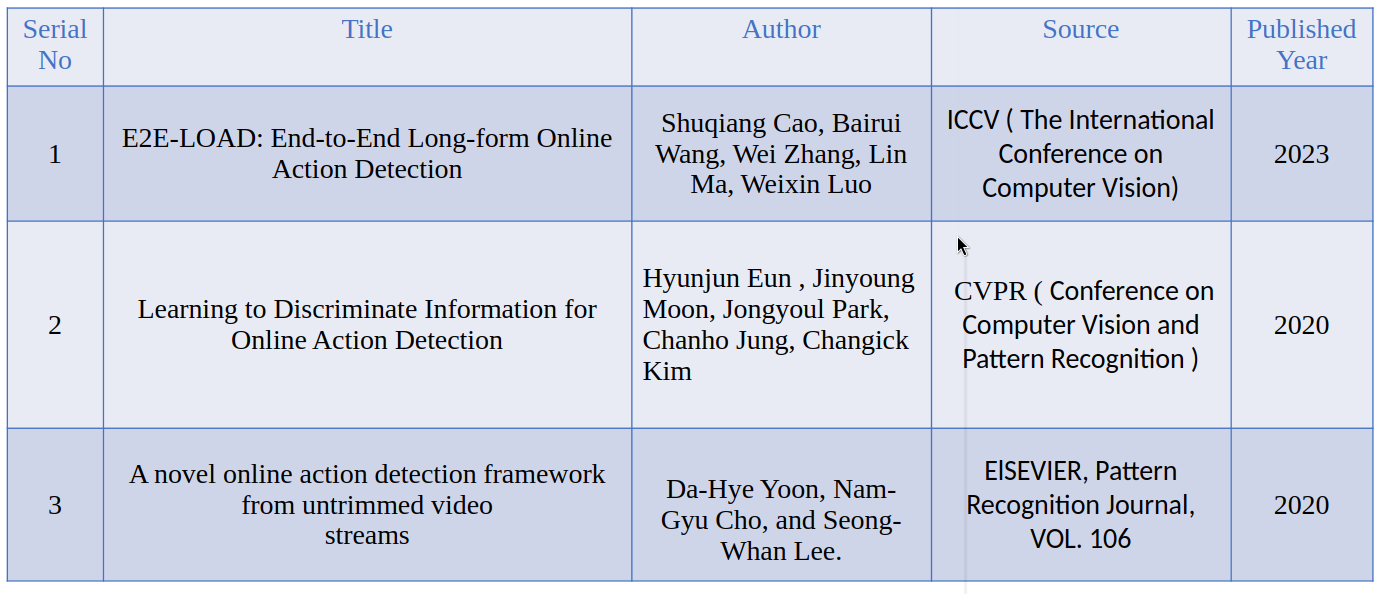 Serial No
Title
Author
Source
Published Year
1
E2E-LOAD: End-to-End Long-form Online
Action Detection
Shuqiang Cao, Bairui
Wang, Wei Zhang, Lin
Ma, Weixin Luo
ICCV ( The International
Conference on
Computer Vision)
2023
2
Learning to Discriminate Information for
Online Action Detection
Hyunjun Eun , Jinyoung
Moon, Jongyoul Park,
Chanho Jung, Changick
Kim
CVPR ( Conference on
Computer Vision and
Pattern Recognition )
2020
3
A novel online action detection framework
from untrimmed video
streams
Da-Hye Yoon, Nam-
Gyu Cho, and Seong-
Whan Lee.
ElSEVIER, Pattern
Recognition Journal,
VOL. 106
2020